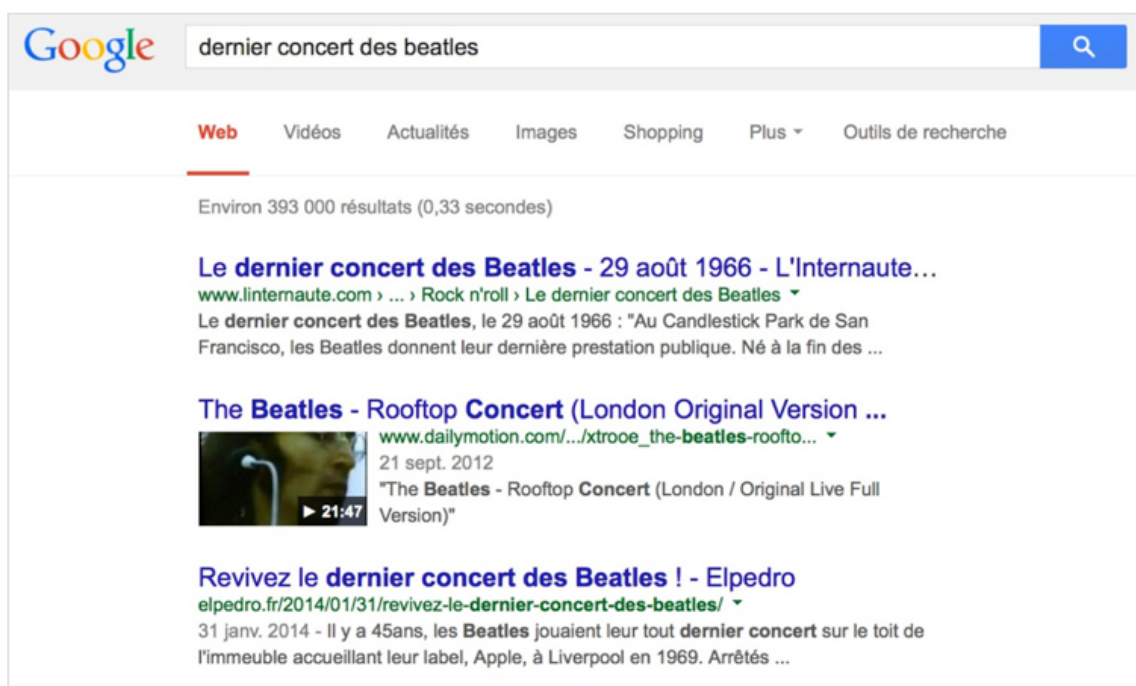 Google dernier concert des beatles
Web Vidéos Actualités Images Shopping Plus Outils de recherche
Environ 393 000 résultats (0,33 secondes)
Le dernier concert des Beatles - 29 août 1966 - L'Internaute...
www.linternaute.com › ... › Rock n'roll › Le dernier concert des Beatles
Le dernier concert des Beatles, le 29 août 1966 : "Au Candlestick Park de San
Francisco, les Beatles donnent leur dernière prestation publique. Né à la fin des ...
The Beatles - Rooftop Concert (London Original Version ...
www.dailymotion.com/.../xtrooe_the-beatles-roofto...
21 sept. 2012
"The Beatles - Rooftop Concert (London / Original Live Full
Version)"
21:47
Revivez le dernier concert des Beatles ! - Elpedro
elpedro.fr/2014/01/31/revivez-le-dernier-concert-des-beatles/
31 janv. 2014 - Il y a 45ans, les Beatles jouaient leur tout dernier concert sur le toit de
l'immeuble accueillant leur label, Apple, à Liverpool en 1969. Arrêtés ...